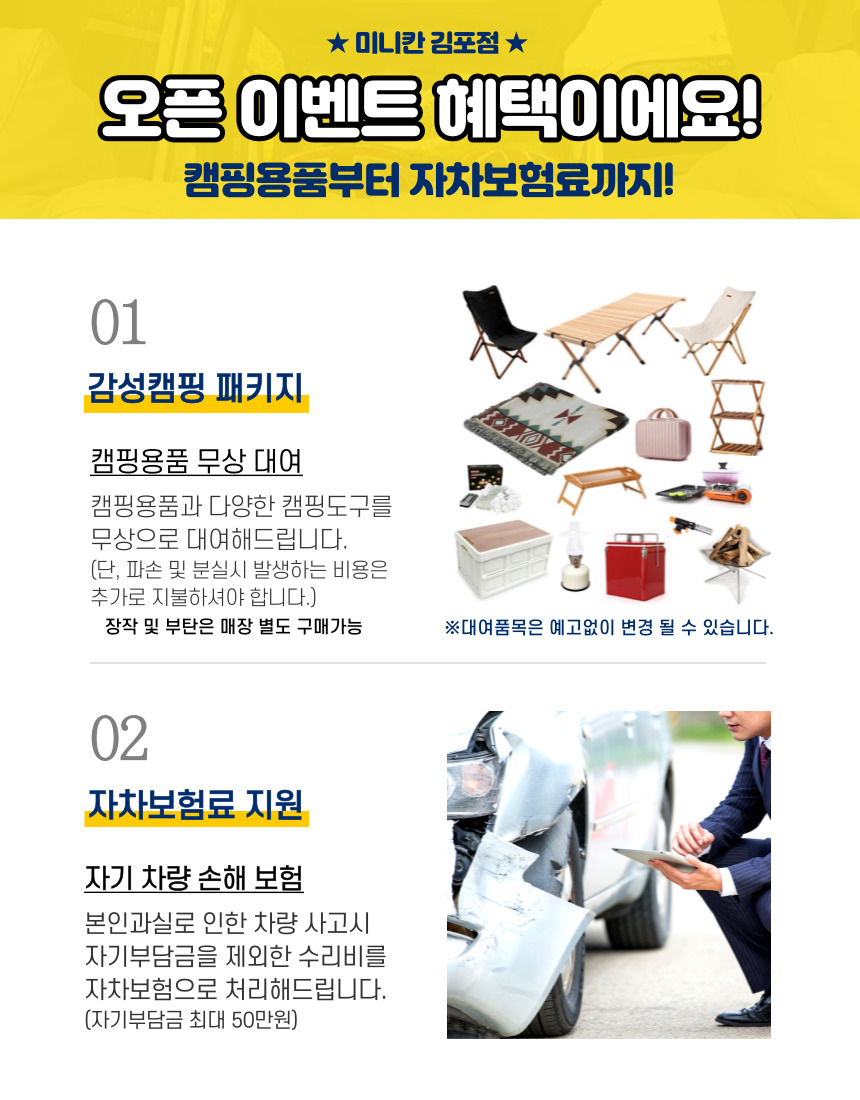 ★ 미니칸 김포점 ★
오픈 이벤트 혜택이에요!
캠핑용품부터 자차보험료까지!
01
감성캠핑 패키지
캠핑용품 무상 대여
캠핑용품과 다양한 캠핑도구를
무상으로 대여해드립니다.
(단, 파손 및 분실시 발생하는 비용은
추가로 지불하셔야 합니다.)
장작 및 부탄은 매장 별도 구매가능
※대여품목은 예고없이 변경 될 수 있습니다.
02
자차보험료 지원
자기 차량 손해 보험
본인과실로 인한 차량 사고시
자기부담금을 제외한 수리비를
자차보험으로 처리해드립니다.
(자기부담금 최대 50만원)